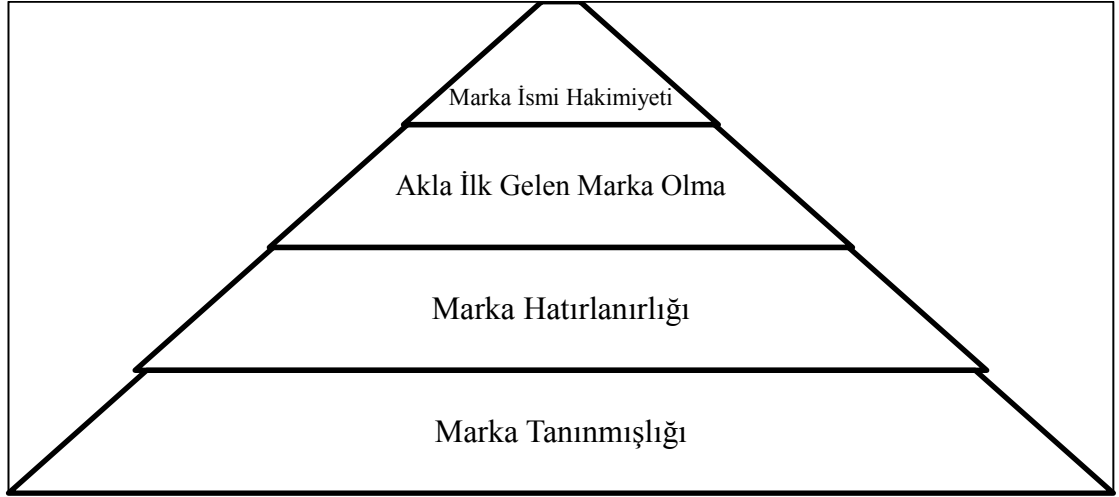 Marka İsmi Hakimiyeti
Akla İlk Gelen Marka Olma
Marka Hatırlanırlığı
Marka Tanınmışlığı